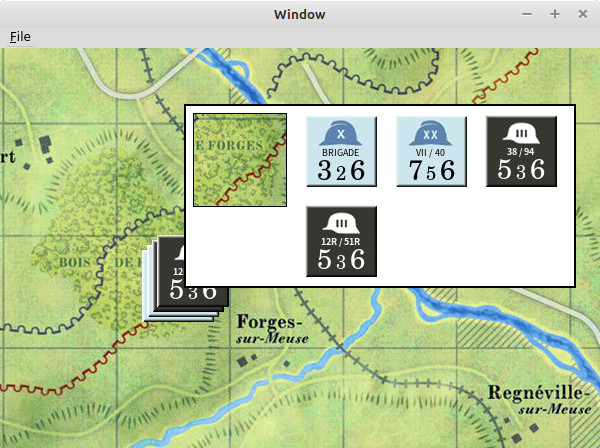 Window
File
E FORGES
X
BRIGADE
3 2 6
XX
VII / 40
7 5 6
III
38 / 94
5 3 6
III
12R / 51R
5 3 6
rt
BOIS DE
12
5 3 6
Forges-
sur-Meuse
Regnéville-
sur-Meuse